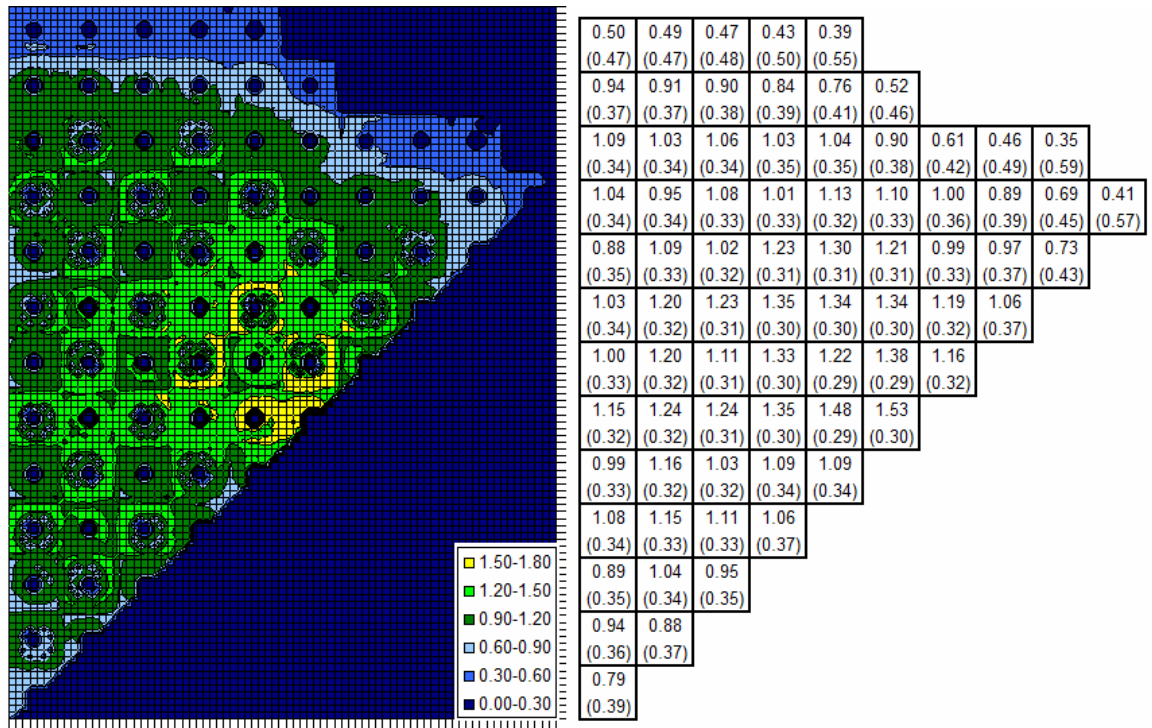 0.50 0.49 0.47 0.43 0.39
(0.47) (0.47) (0.48) (0.50) (0.55)
0.94 0.91 0.90 0.84 0.76 0.52
(0.37) (0.37) (0.38) (0.39) (0.41) (0.46)
1.09 1.03 1.06 1.03 1.04 0.90 0.61 0.46 0.35
(0.34) (0.34) (0.34) (0.35) (0.35) (0.38) (0.42) (0.49) (0.59)
1.04 0.95 1.08 1.01 1.13 1.10 1.00 0.89 0.69 0.41
(0.34) (0.34) (0.33) (0.33) (0.32) (0.33) (0.36) (0.39) (0.45) (0.57)
0.88 1.09 1.02 1.23 1.30 1.21 0.99 0.97 0.73
(0.35) (0.33) (0.32) (0.31) (0.31) (0.31) (0.33) (0.37) (0.43)
1.03 1.20 1.23 1.35 1.34 1.34 1.19 1.06
(0.34) (0.32) (0.31) (0.30) (0.30) (0.30) (0.32) (0.37)
1.00 1.20 1.11 1.33 1.22 1.38 1.16
(0.33) (0.32) (0.31) (0.30) (0.29) (0.29) (0.32)
1.15 1.24 1.24 1.35 1.48 1.53
(0.32) (0.32) (0.31) (0.30) (0.29) (0.30)
0.99 1.16 1.03 1.09 1.09
(0.33) (0.32) (0.32) (0.34) (0.34)
1.08 1.15 1.11 1.06
(0.34) (0.33) (0.33) (0.37)
0.89 1.04 0.95
(0.35) (0.34) (0.35)
0.94 0.88
(0.36) (0.37)
0.79
(0.39)
1.50-1.80
1.20-1.50
0.90-1.20
0.60-0.90
0.30-0.60
0.00-0.30